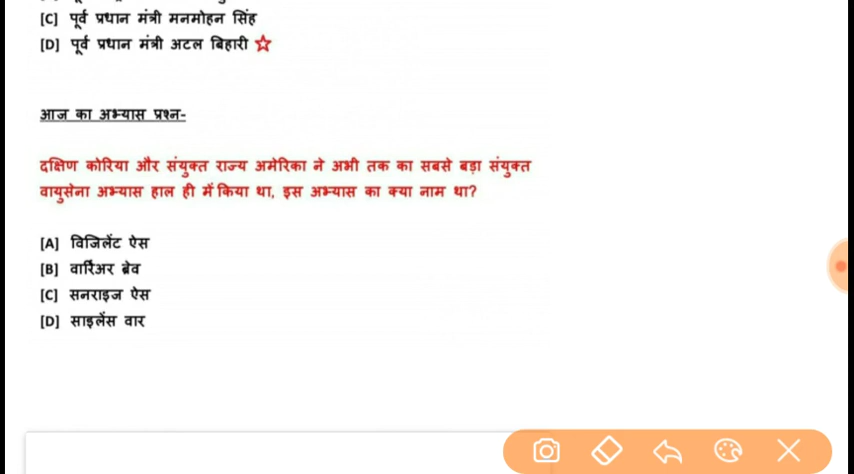 [C] पूर्व प्रधान मंत्री मनमोहन सिंह
[D] पूर्व प्रधान मंत्री अटल बिहारी
आज का अभ्यास प्रश्न-
दक्षिण कोरिया और संयुक्त राज्य अमेरिका ने अभी तक का सबसे बड़ा संयुक्त
वायुसेना अभ्यास हाल ही में किया था, इस अभ्यास का क्या नाम था?
[A] विजिलेंट ऐस
[B] वार्रिअर ब्रेव
[C] सनराइज ऐस
[D] साइलेंस वार